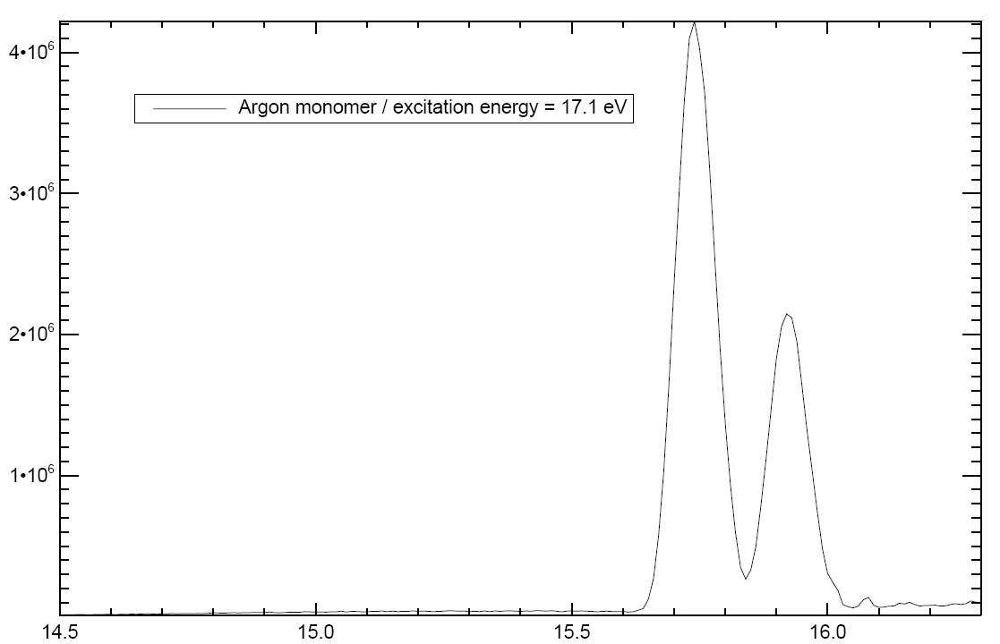 4•10⁶
Argon monomer / excitation energy = 17.1 eV
3•10⁶
2•10⁶
1•10⁶
14.5 15.0 15.5 16.0